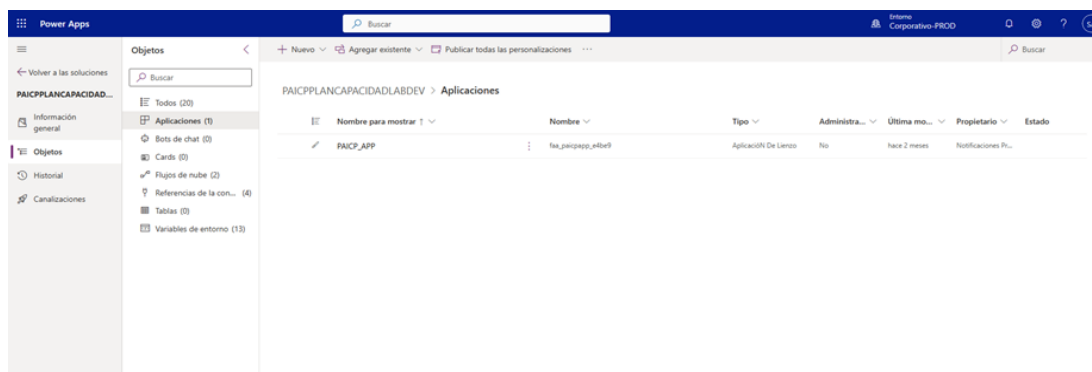 Power Apps
Buscar
Entorno
Corporativo-PROD
?
Objetos
+ Nuevo
Agregar existente
Publicar todas las personalizaciones
...
Buscar
Volver a las soluciones
PAICPPLANCAPACIDAD...
Información general
Objetos
Historial
Canalizaciones
Buscar
Todos (20)
Aplicaciones (1)
Bots de chat (0)
Cards (0)
Flujos de nube (2)
Referencias de la con... (4)
Tablas (0)
Variables de entorno (13)
PAICPPLANCAPACIDADLABDEV > Aplicaciones
Nombre para mostrar ↑
Nombre
Tipo
Administra...
Última mo...
Propietario
Estado
PAICP_APP
faa_paicpapp_e4be9
AplicacióN De Lienzo
No
hace 2 meses
Notificaciones Pr...